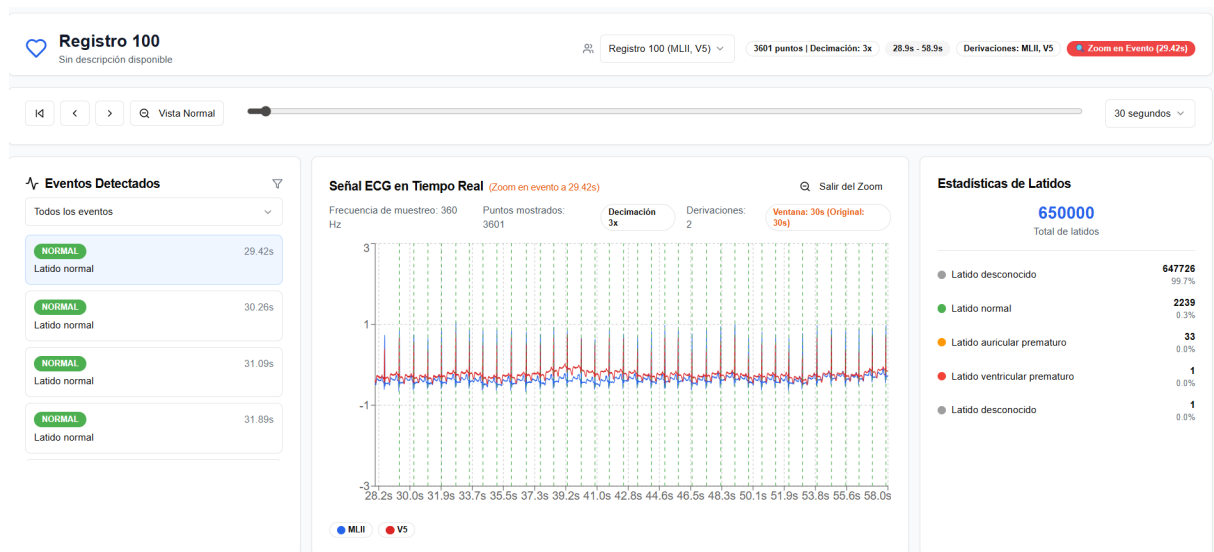 Registro 100
Sin descripción disponible
Registro 100 (MLII, V5)
3601 puntos | Decimación: 3x
28.9s - 58.9s
Derivaciones: MLII, V5
Zoom en Evento (29.42s)
Vista Normal
30 segundos
Eventos Detectados
Todos los eventos
NORMAL
29.42s
Latido normal
NORMAL
30.26s
Latido normal
NORMAL
31.09s
Latido normal
NORMAL
31.89s
Latido normal
Señal ECG en Tiempo Real (Zoom en evento a 29.42s)
Salir del Zoom
Frecuencia de muestreo: 360
Hz
Puntos mostrados:
3601
Decimación
3x
Derivaciones:
2
Ventana: 30s (Original:
30s)
3
1
-1
-3
28.2s 30.0s 31.9s 33.7s 35.5s 37.3s 39.2s 41.0s 42.8s 44.6s 46.5s 48.3s 50.1s 51.9s 53.8s 55.6s 58.0s
MLII
V5
Estadísticas de Latidos
650000
Total de latidos
Latido desconocido
647726
99.7%
Latido normal
2239
0.3%
Latido auricular prematuro
33
0.0%
Latido ventricular prematuro
1
0.0%
Latido desconocido
1
0.0%